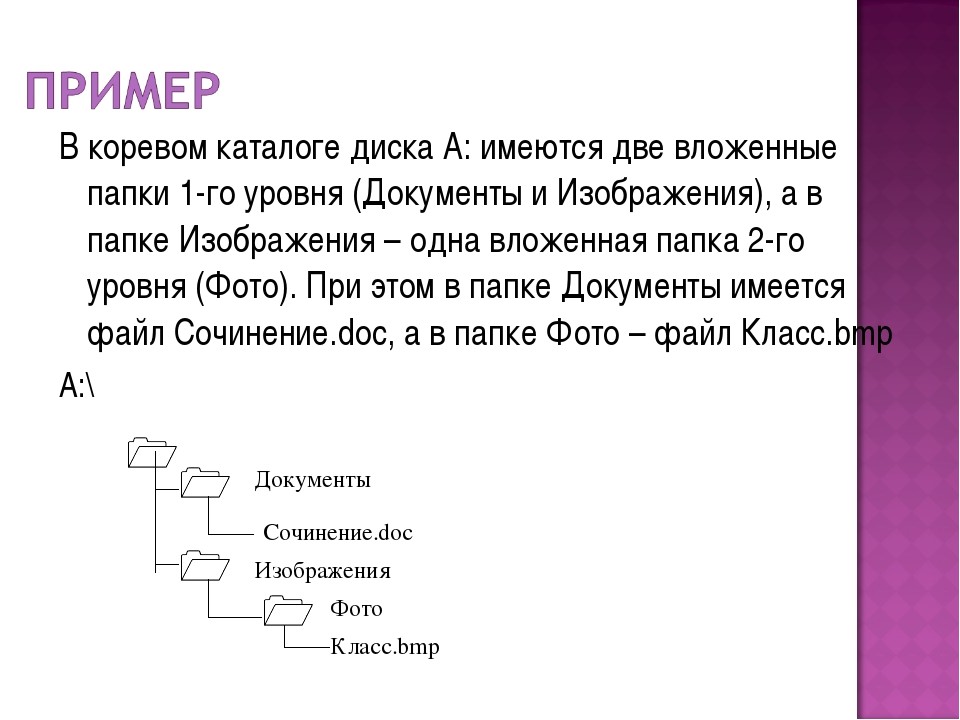 ПРИМЕР
В коревом каталоге диска А: имеются две вложенные
папки 1-го уровня (Документы и Изображения), а в
папке Изображения – одна вложенная папка 2-го
уровня (Фото). При этом в папке Документы имеется
файл Сочинение.doc, а в папке Фото – файл Класс.bmp
А:\
Документы
Сочинение.doc
Изображения
Фото
Класс.bmp